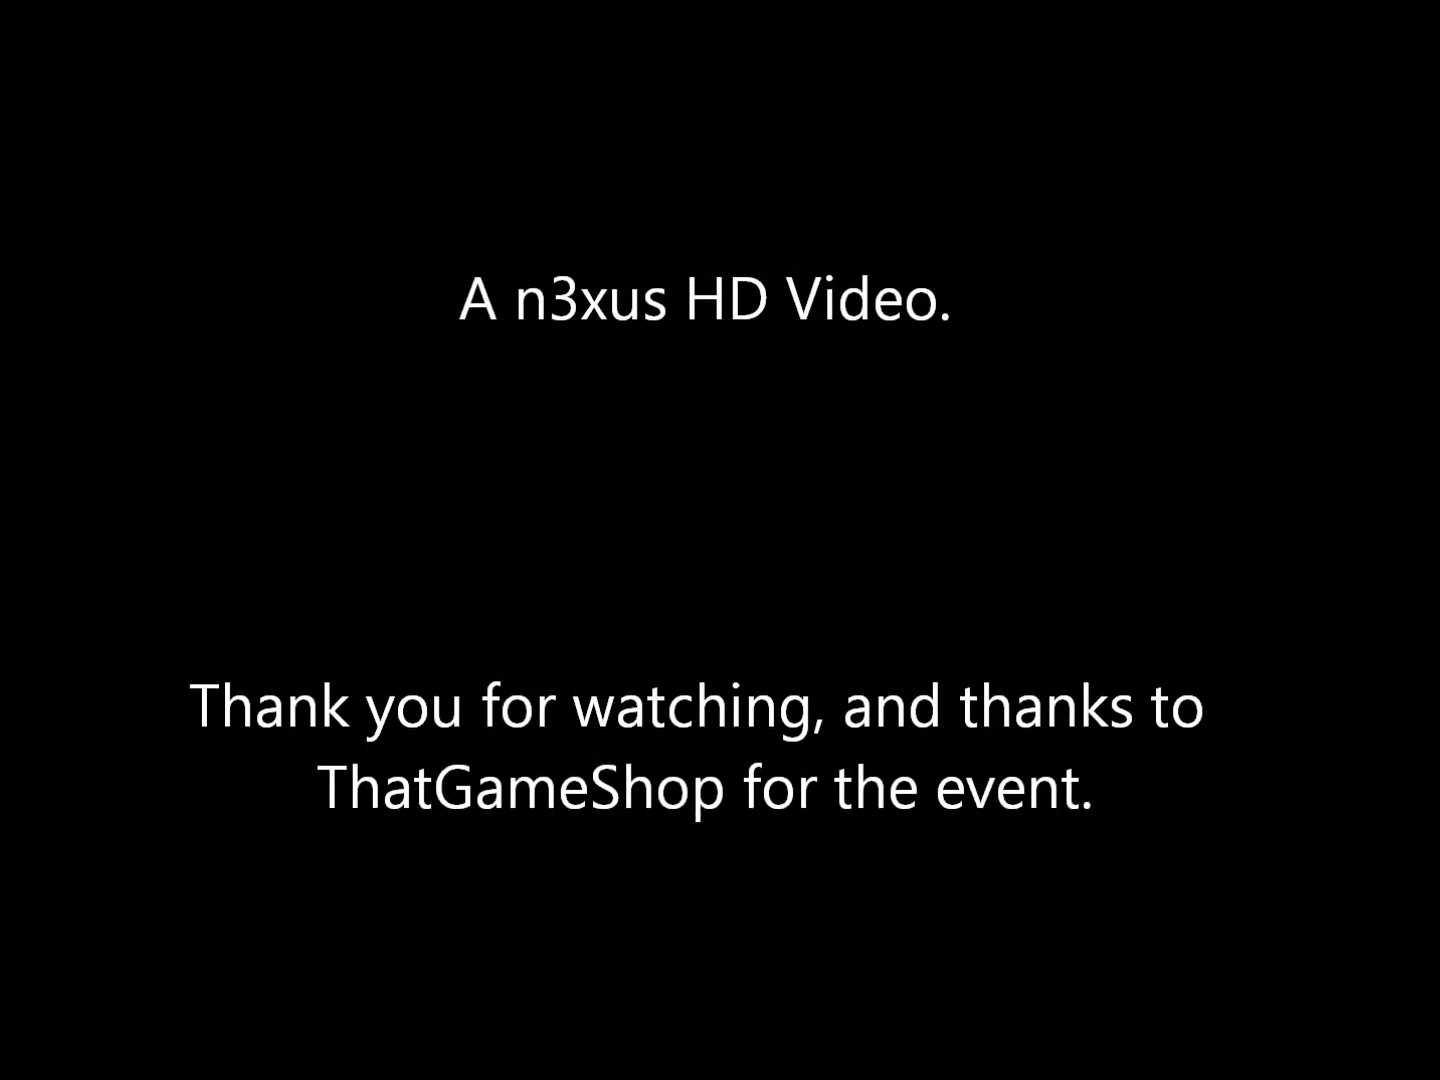 A n3xus HD Video.
Thank you for watching, and thanks to
ThatGameShop for the event.